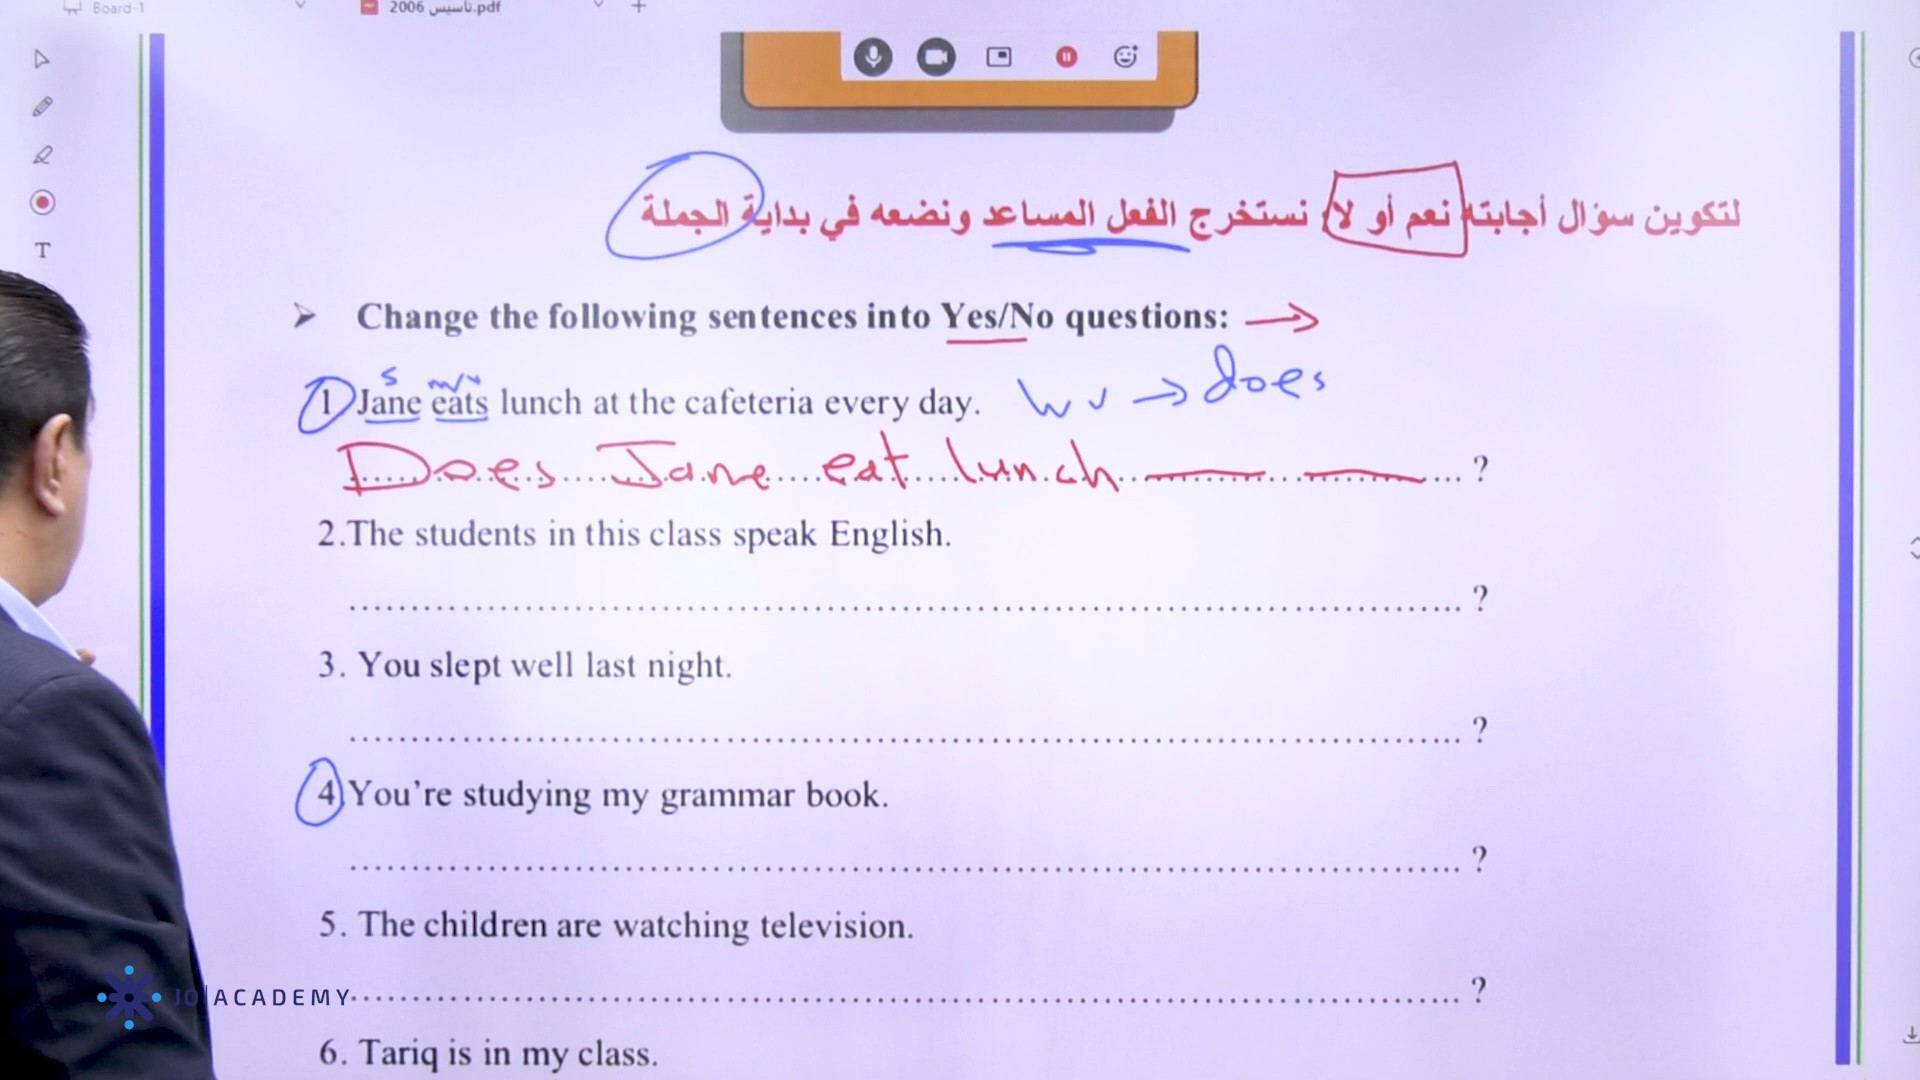 Board-1
2006 تاسيس.pdf
لتكوين سؤال أجابته نعم أو لا، نستخرج الفعل المساعد ونضعه في بداية الجملة
Change the following sentences into Yes/No questions:
s
1 Jane eats lunch at the cafeteria every day. → does
Does Jane eat lunch ?
2.The students in this class speak English.
?
3. You slept well last night.
?
4.You're studying my grammar book.
?
5. The children are watching television.
?
JO ACADEMY
6. Tariq is in my class.
T